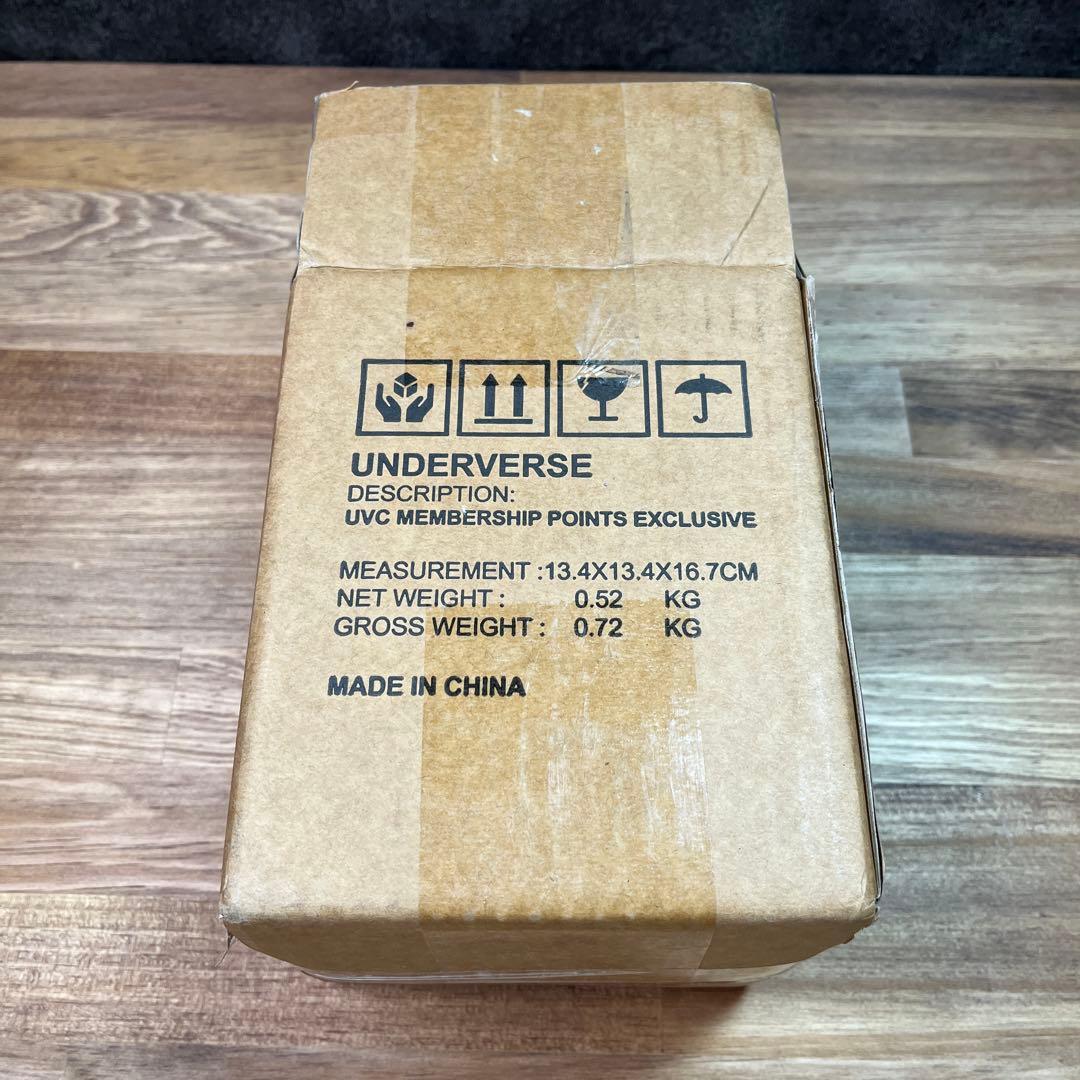 UNDERVERSE
DESCRIPTION:
UVC MEMBERSHIP POINTS EXCLUSIVE
MEASUREMENT :13.4X13.4X16.7CM
NET WEIGHT : 0.52 KG
GROSS WEIGHT : 0.72 KG
MADE IN CHINA